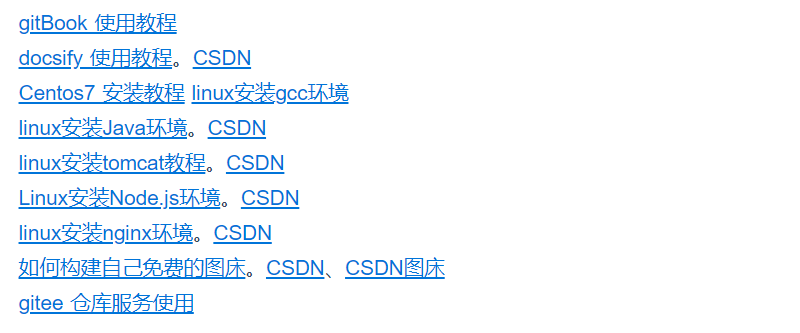 gitBook 使用教程
docsify 使用教程。CSDN
Centos7 安装教程 linux安装gcc环境
linux安装Java环境。CSDN
linux安装tomcat教程。CSDN
Linux安装Node.js环境。CSDN
linux安装nginx环境。CSDN
如何构建自己免费的图床。CSDN、CSDN图床
gitee 仓库服务使用